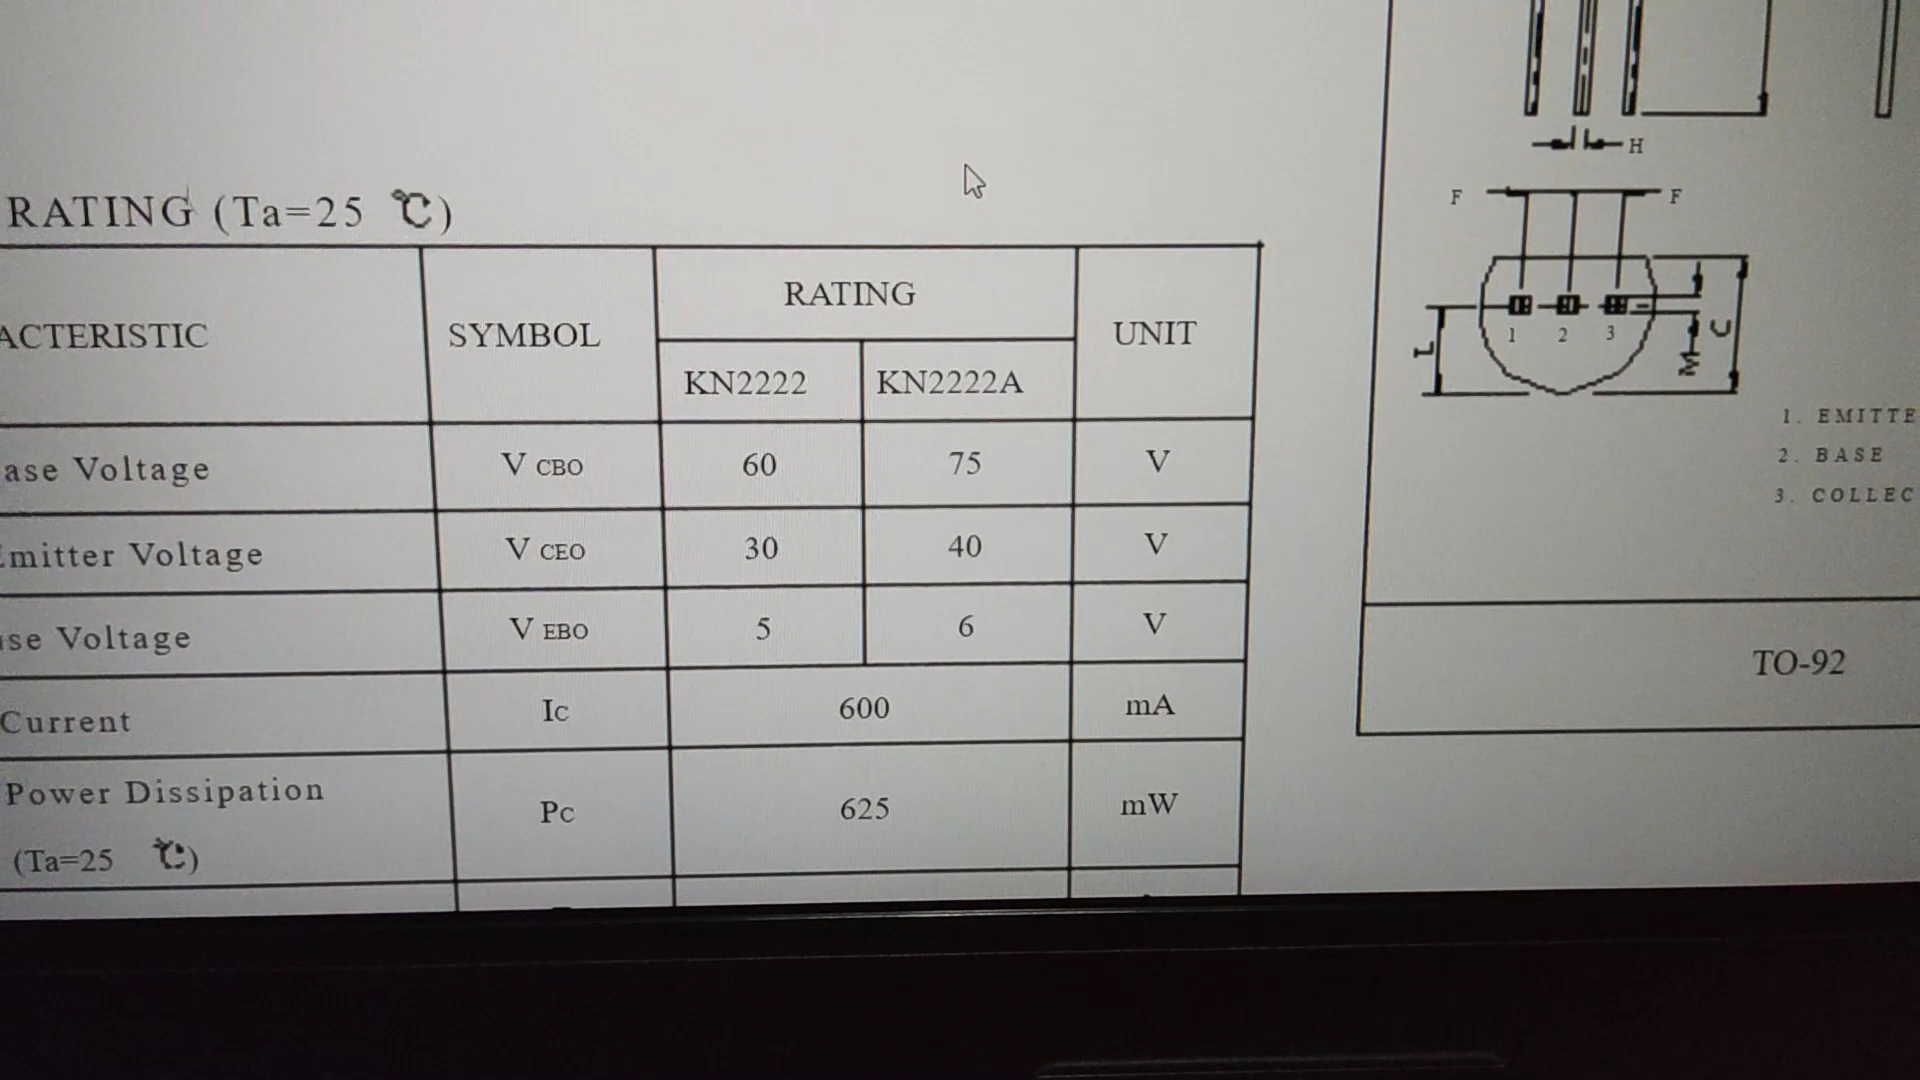 RATING (Ta=25 ℃)
ACTERISTIC SYMBOL RATING UNIT
KN2222 KN2222A
ase Voltage V CBO 60 75 V
mitter Voltage V CEO 30 40 V
se Voltage V EBO 5 6 V
Current Ic 600 mA
Power Dissipation Pc 625 mW
(Ta=25 ℃)
H
F F
1 2 3
L M C
1. EMITTE
2. BASE
3. COLLEC
TO-92